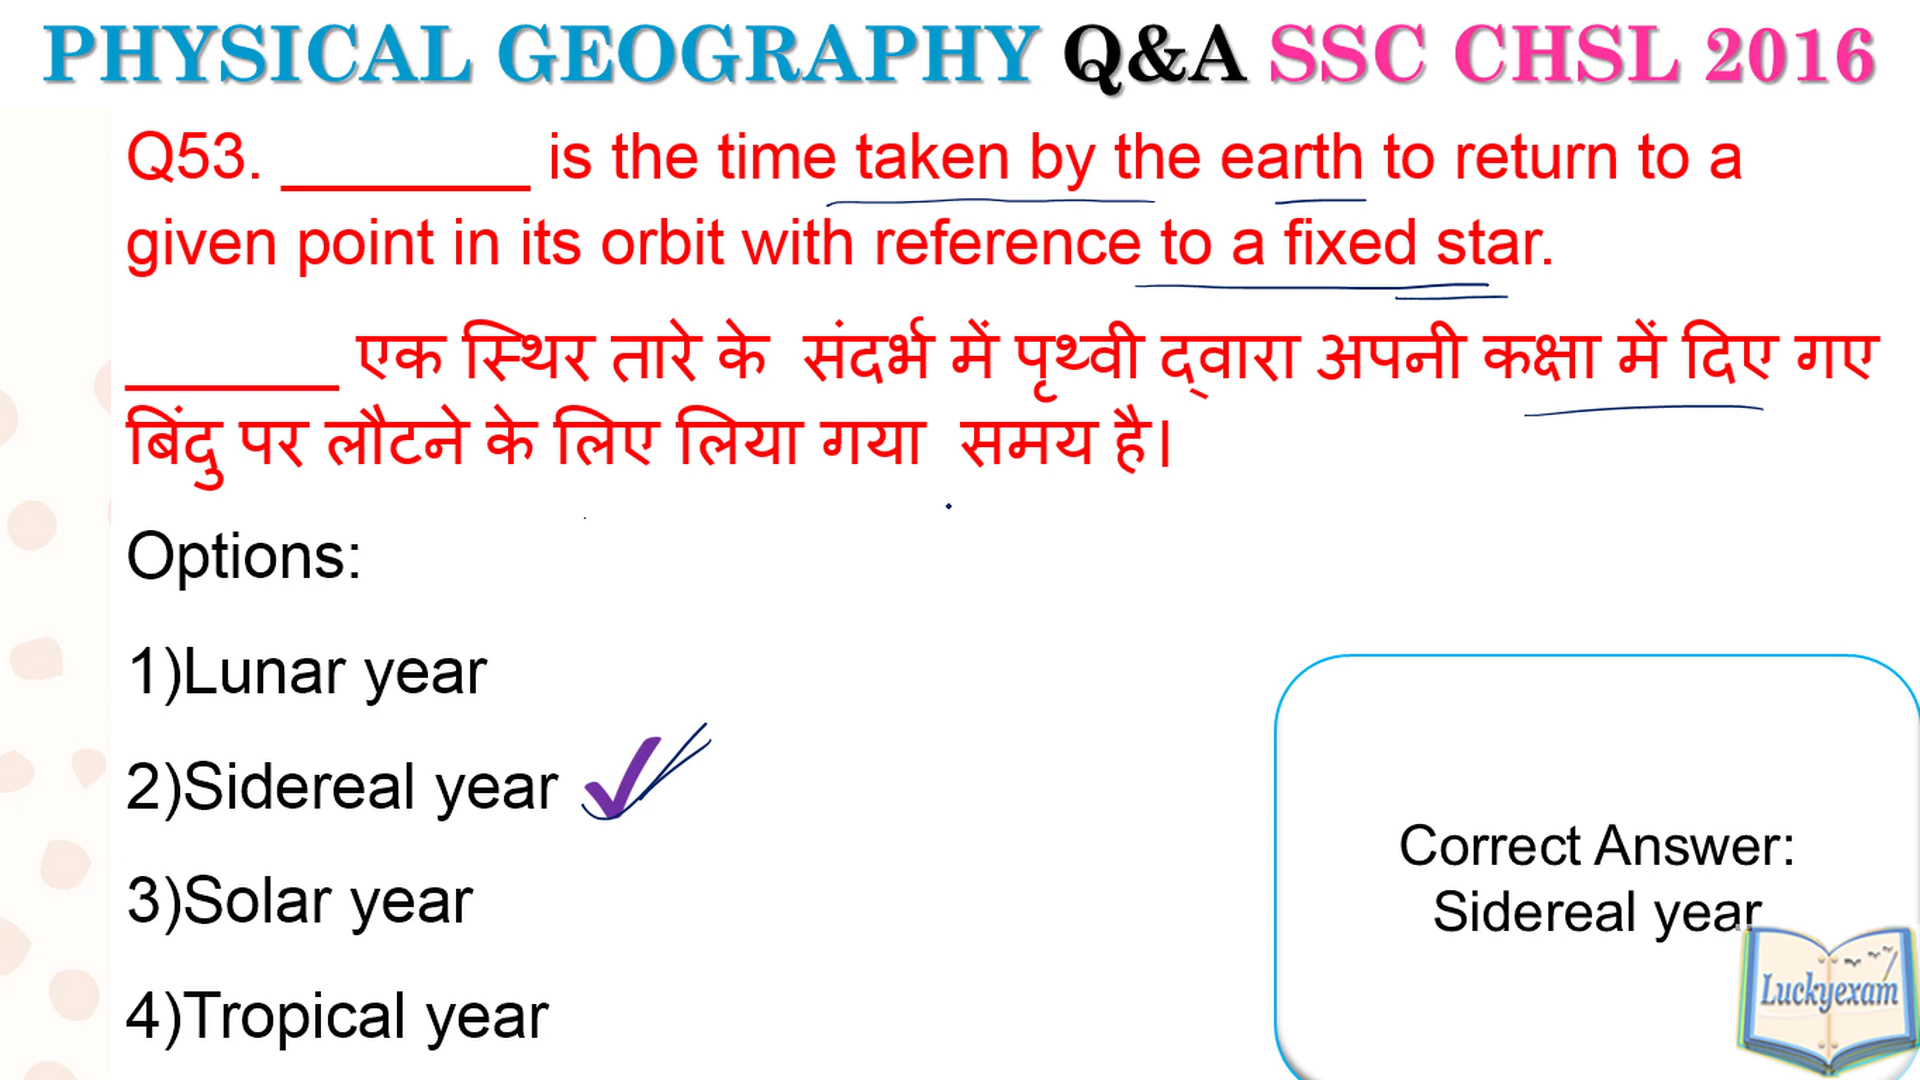 PHYSICAL GEOGRAPHY Q&A SSC CHSL 2016
Q53. _______ is the time taken by the earth to return to a
given point in its orbit with reference to a fixed star.
______ एक स्थिर तारे के संदर्भ में पृथ्वी द्वारा अपनी कक्षा में दिए गए
बिंदु पर लौटने के लिए लिया गया समय है।
Options:
1)Lunar year
2)Sidereal year
3)Solar year
4)Tropical year
Correct Answer:
Sidereal year
Luckyexam